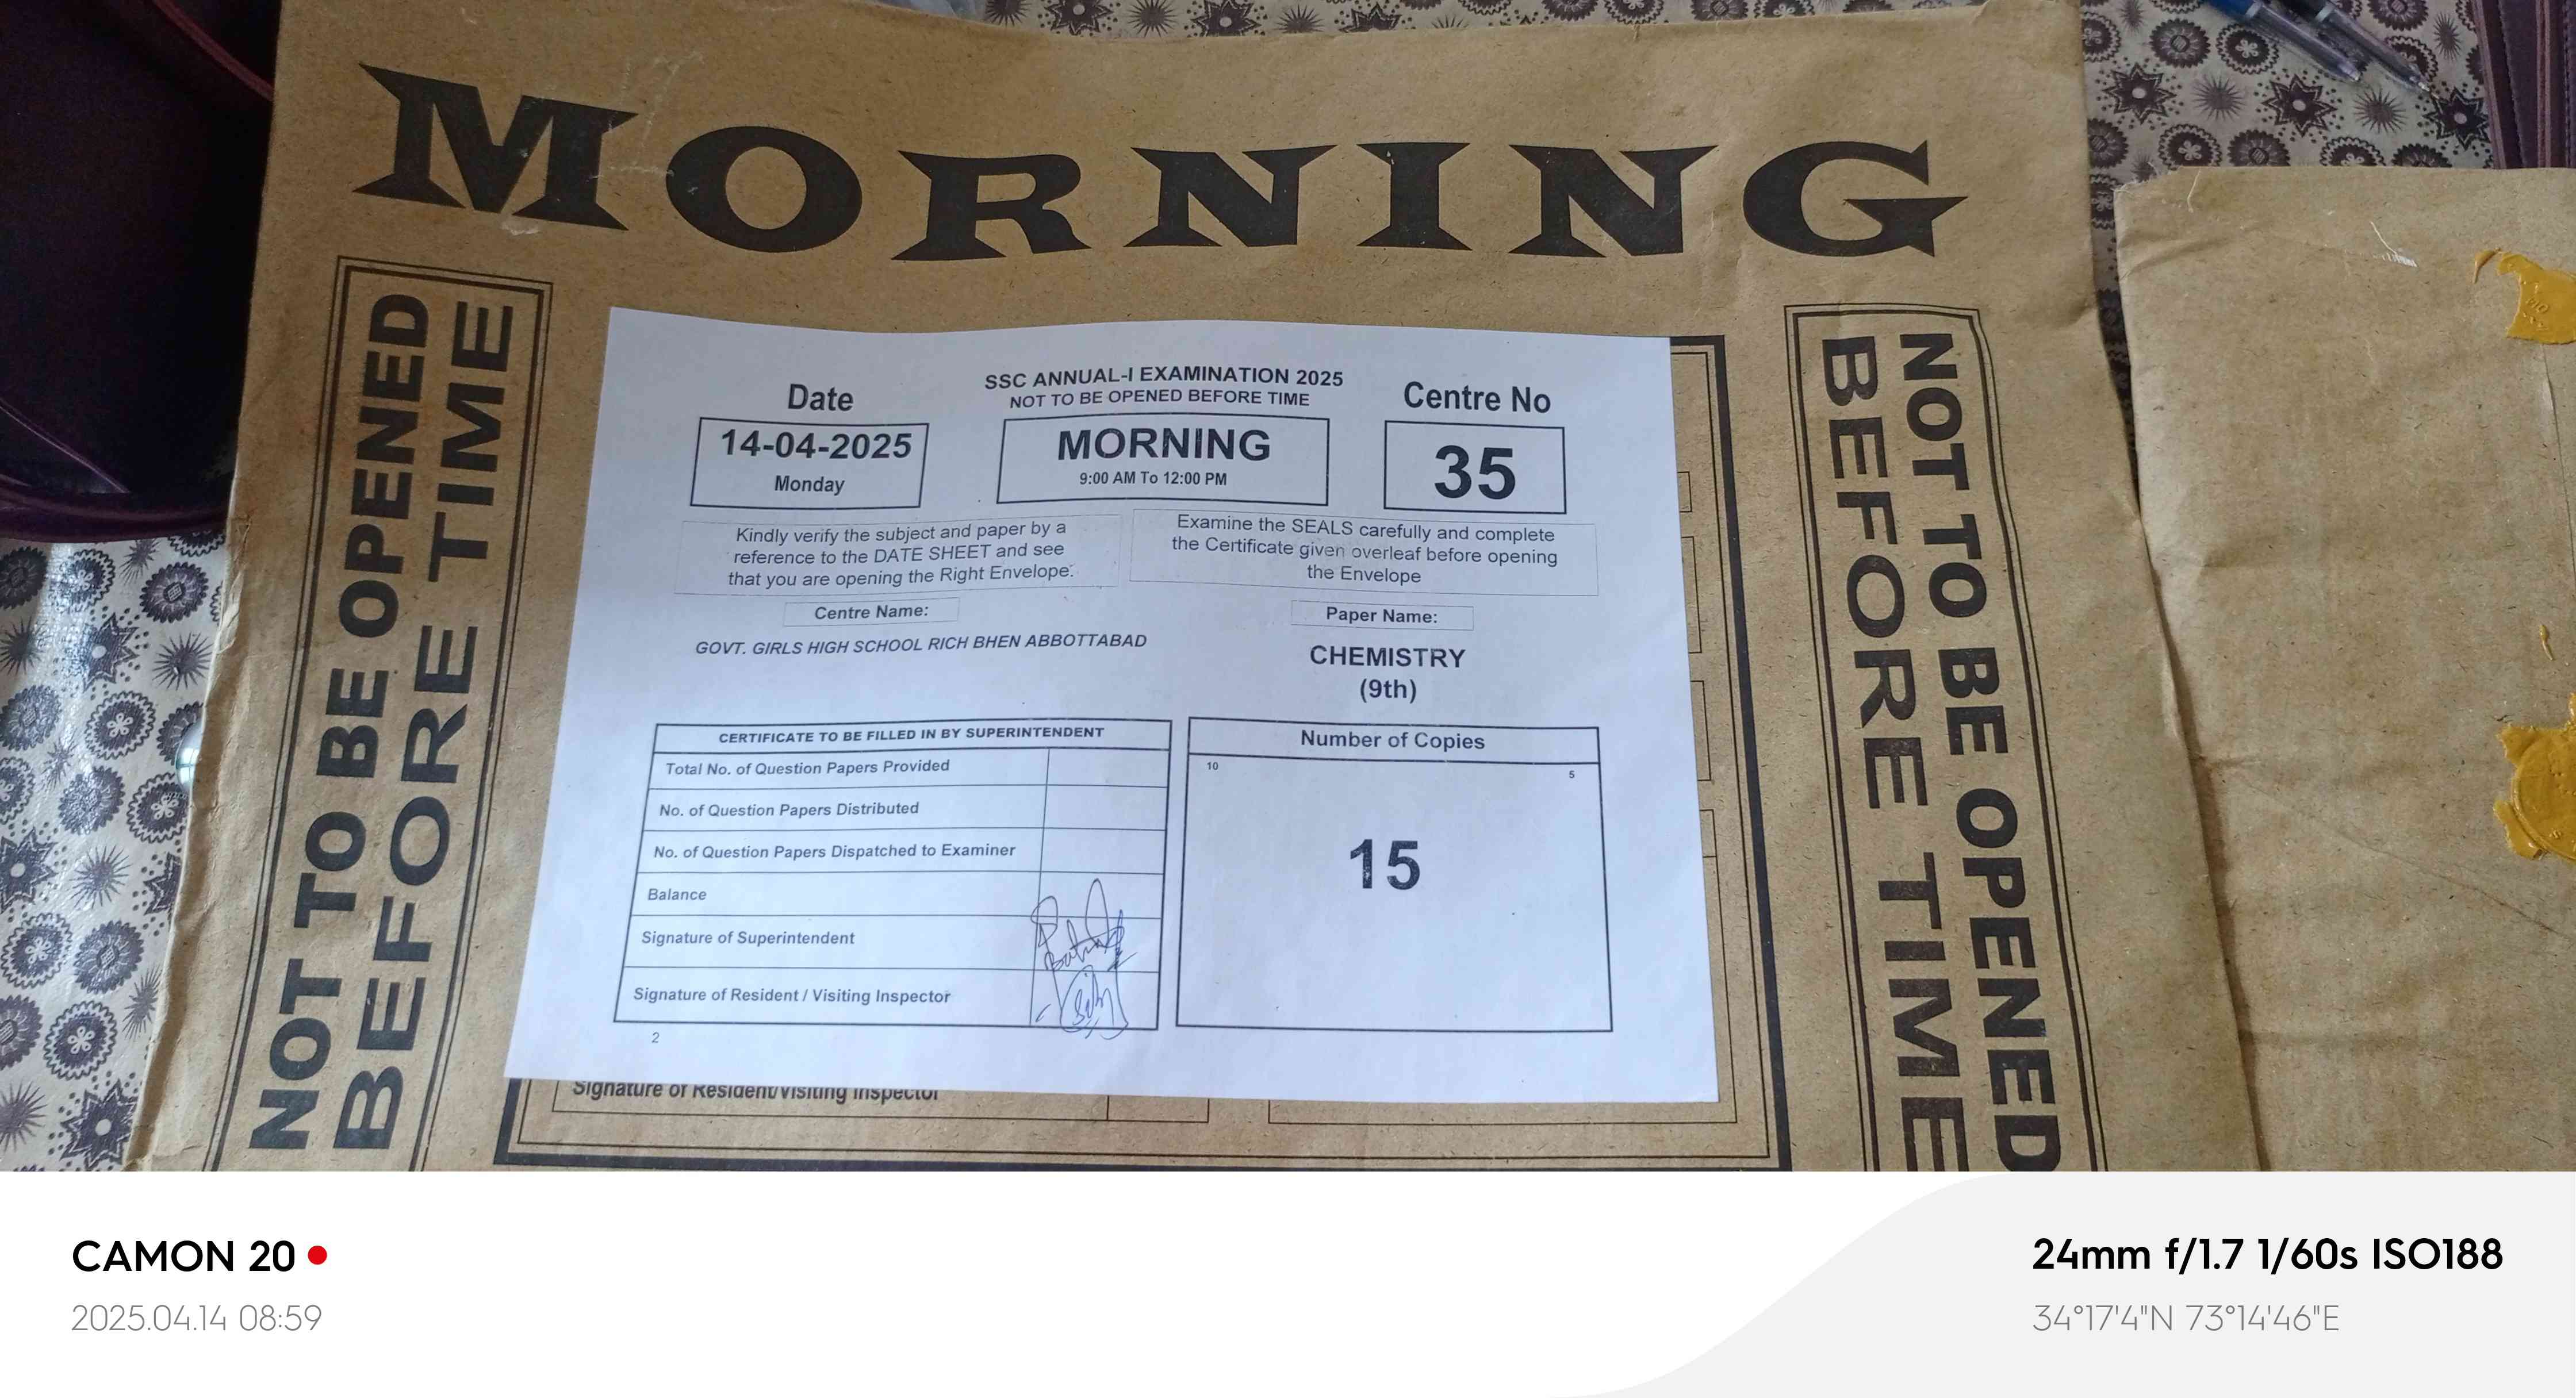 MORNING
NOT TO BE OPENED
BEFORE TIME
SSC ANNUAL-I EXAMINATION 2025
NOT TO BE OPENED BEFORE TIME
Date
14-04-2025
Monday
MORNING
9:00 AM To 12:00 PM
Centre No
35
Kindly verify the subject and paper by a
reference to the DATE SHEET and see
that you are opening the Right Envelope.
Examine the SEALS carefully and complete
the Certificate given overleaf before opening
the Envelope
Centre Name:
GOVT. GIRLS HIGH SCHOOL RICH BHEN ABBOTTABAD
Paper Name:
CHEMISTRY
(9th)
CERTIFICATE TO BE FILLED IN BY SUPERINTENDENT
Total No. of Question Papers Provided
No. of Question Papers Distributed
No. of Question Papers Dispatched to Examiner
Balance
Signature of Superintendent
Signature of Resident / Visiting Inspector
2
Number of Copies
10 5
15
Signature of Resident/Visiting Inspector
NOT TO BE OPENED
BEFORE TIME
CAMON 20
2025.04.14 08:59
24mm f/1.7 1/60s ISO188
34°17'4"N 73°14'46"E